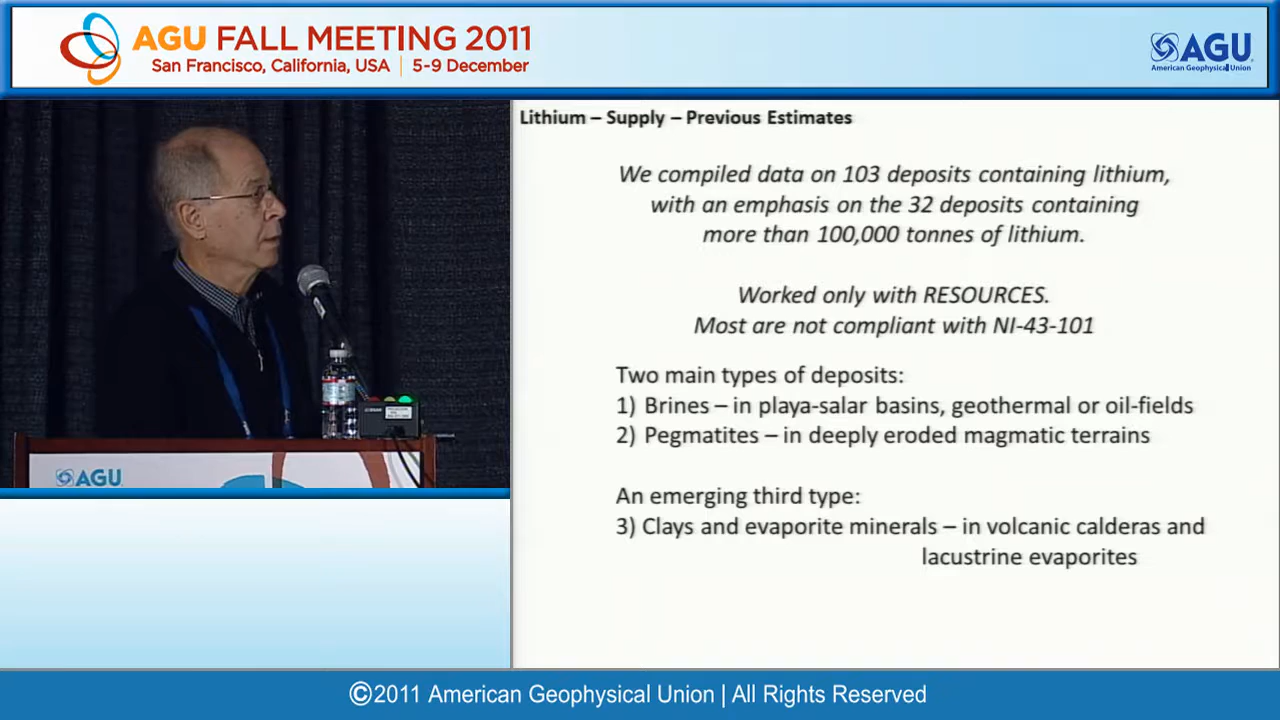 AGU FALL MEETING 2011
San Francisco, California, USA | 5-9 December
AGU
American Geophysical Union
Lithium – Supply – Previous Estimates
We compiled data on 103 deposits containing lithium,
with an emphasis on the 32 deposits containing
more than 100,000 tonnes of lithium.
Worked only with RESOURCES.
Most are not compliant with NI-43-101
Two main types of deposits:
1) Brines – in playa-salar basins, geothermal or oil-fields
2) Pegmatites – in deeply eroded magmatic terrains
An emerging third type:
3) Clays and evaporite minerals – in volcanic calderas and
lacustrine evaporites
AGU
©2011 American Geophysical Union | All Rights Reserved